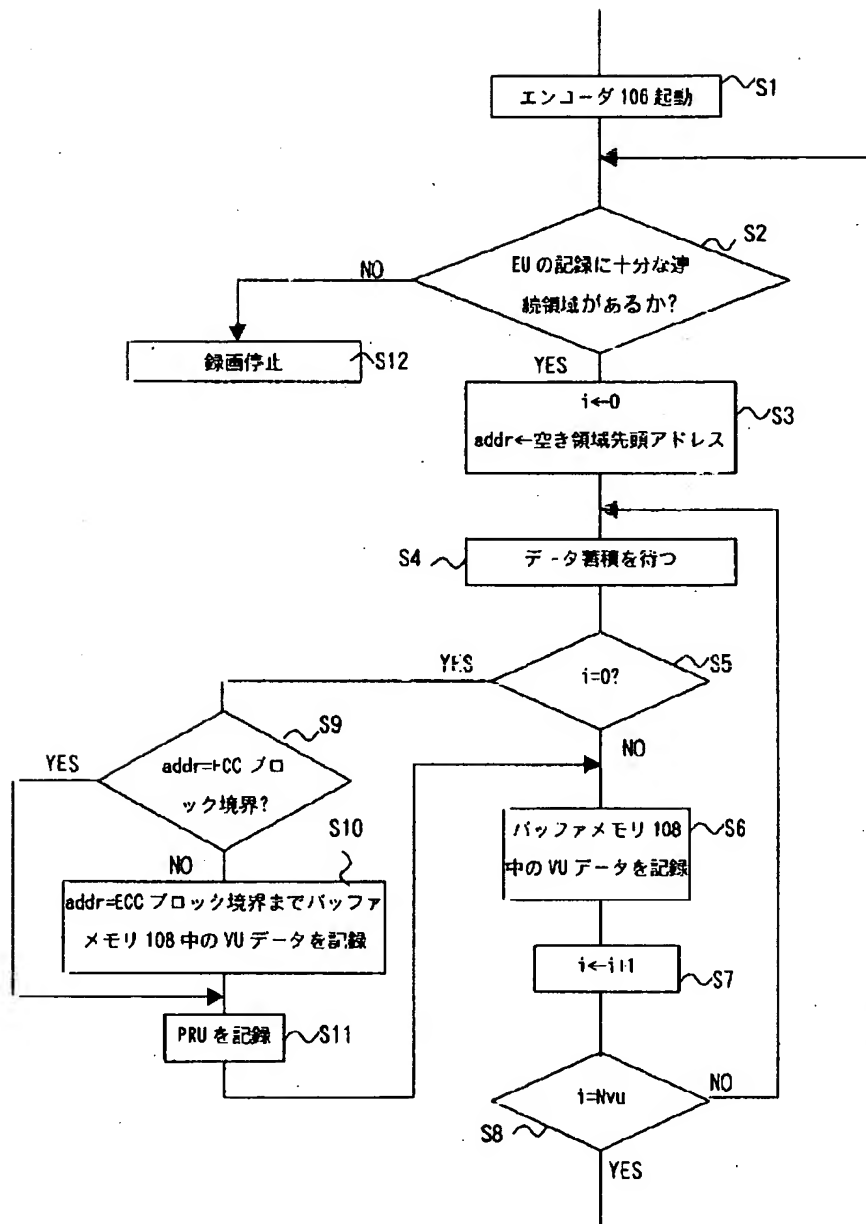 エンコーダ 106 起動
S1
S2
EU の記録に十分な連
続領域があるか?
NO
録画停止
S12
YES
i←0
addr←空き領域先頭アドレス
S3
S4
データ蓄積を待つ
YES
i=0?
S5
S9
NO
YES
addr=ECC ブロ
ック境界?
S10
バッファメモリ 108
中の VU データを記録
S6
NO
addr=ECC ブロック境界までバッファ
メモリ 108 中の VU データを記録
i←i+1
S7
PRU を記録
S11
i=Nvu
NO
S8
YES